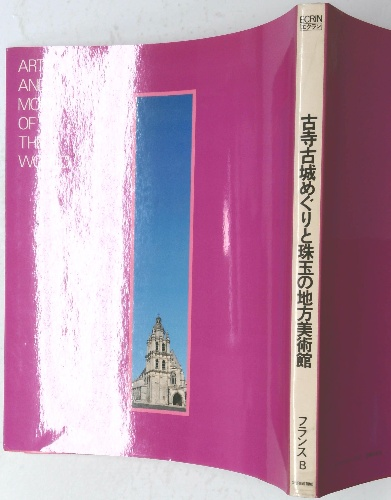 ART
AND
MO
OF
THE
WO
ECRIN
エクラン
古寺古城めぐりと珠玉の地方美術館
フランス B